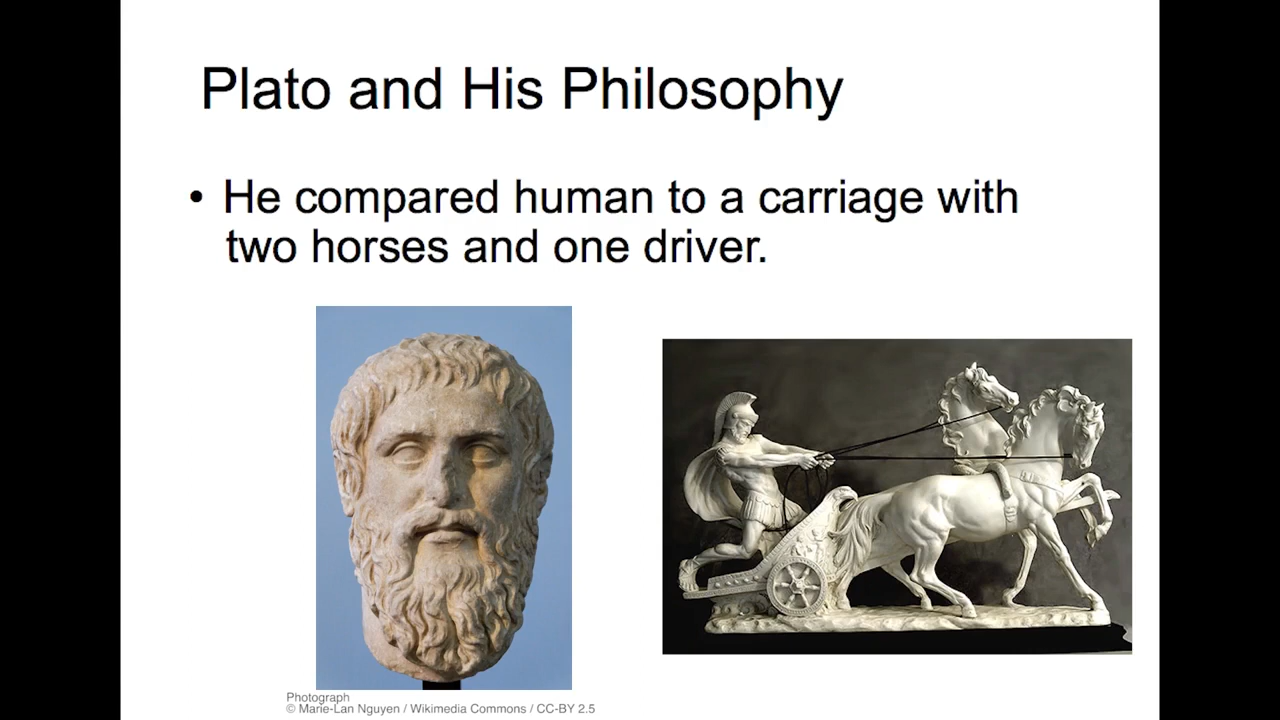 Plato and His Philosophy
• He compared human to a carriage with
two horses and one driver.
Photograph
© Marie-Lan Nguyen / Wikimedia Commons / CC-BY 2.5